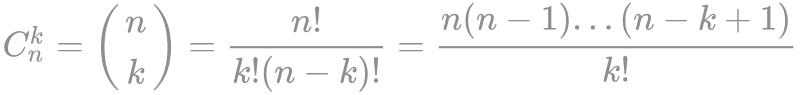 $C_n^k = \binom{n}{k} = \frac{n!}{k!(n-k)!} = \frac{n(n-1)\ldots(n-k+1)}{k!}$